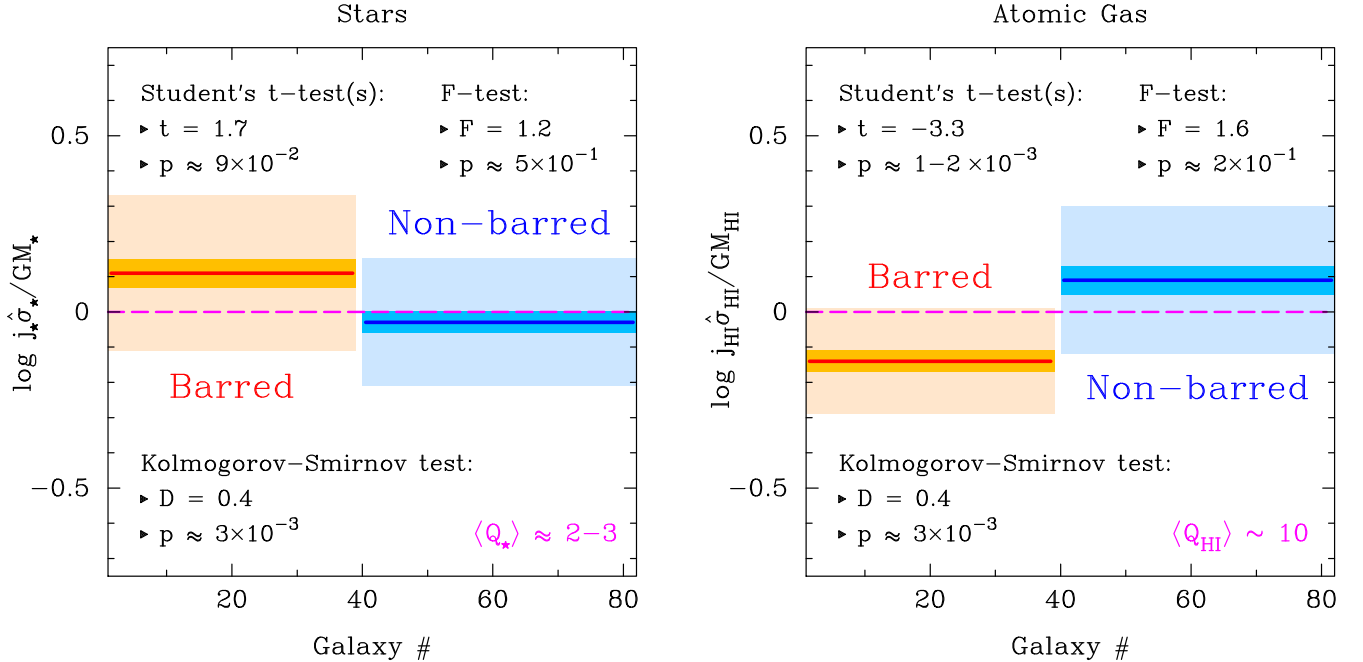 Stars
Student's t-test(s): F-test:
▸ t = 1.7 ▸ F = 1.2
▸ p ≈ 9×10⁻² ▸ p ≈ 5×10⁻¹
Non-barred
Barred
Kolmogorov-Smirnov test:
▸ D = 0.4
▸ p ≈ 3×10⁻³
⟨Q⋆⟩ ≈ 2-3
0.5
0
-0.5
log j⋆σ̂⋆/GM⋆
20 40 60 80
Galaxy #
Atomic Gas
Student's t-test(s): F-test:
▸ t = -3.3 ▸ F = 1.6
▸ p ≈ 1-2 ×10⁻³ ▸ p ≈ 2×10⁻¹
Barred
Non-barred
Kolmogorov-Smirnov test:
▸ D = 0.4
▸ p ≈ 3×10⁻³
⟨Q_HI⟩ ~ 10
0.5
0
-0.5
log j_HI σ̂_HI/GM_HI
20 40 60 80
Galaxy #